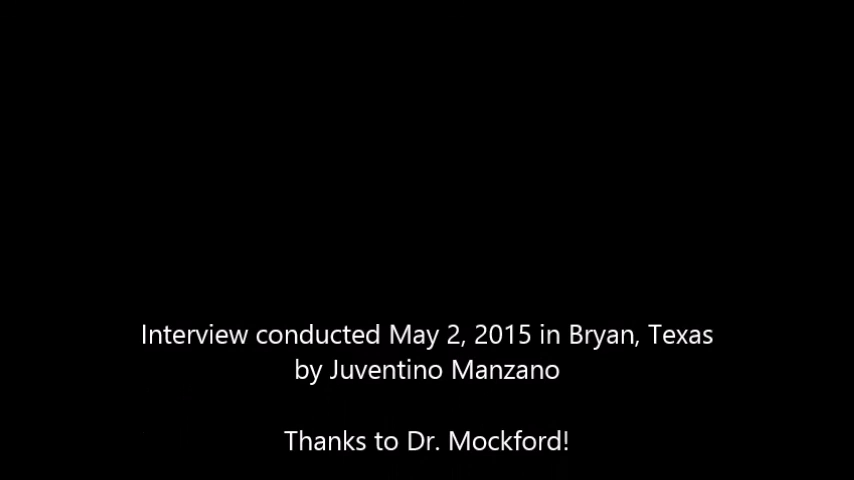 Interview conducted May 2, 2015 in Bryan, Texas
by Juventino Manzano
Thanks to Dr. Mockford!